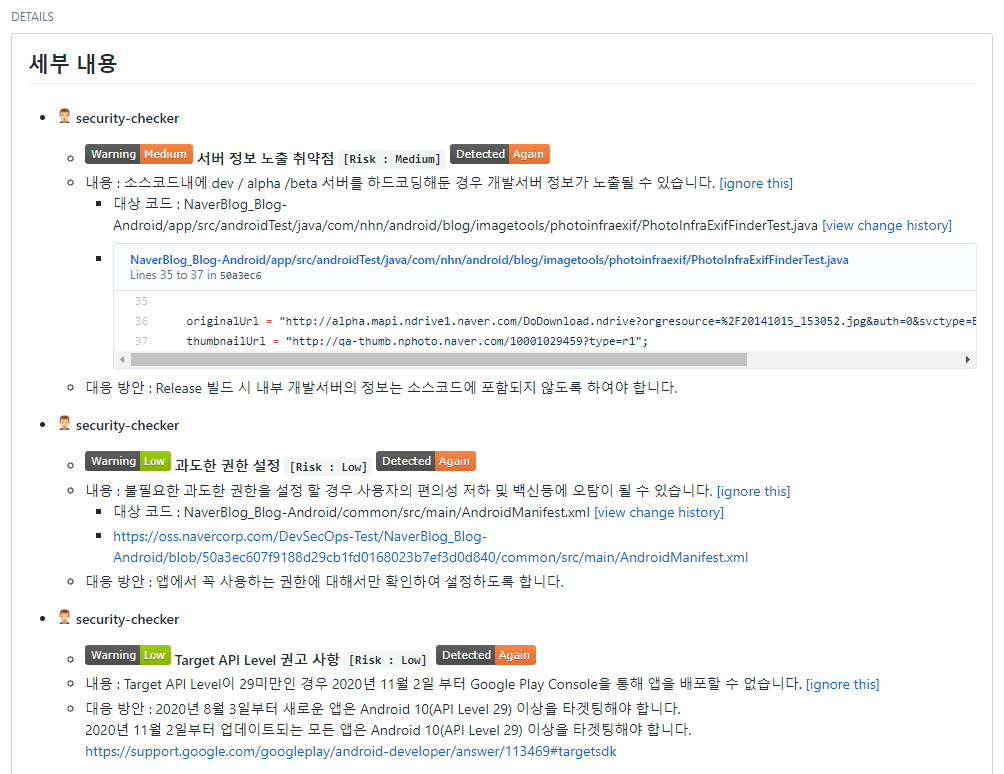 DETAILS
세부 내용
security-checker
Warning Medium 서버 정보 노출 취약점 [Risk : Medium] Detected Again
내용 : 소스코드내에 dev / alpha /beta 서버를 하드코딩해둔 경우 개발서버 정보가 노출될 수 있습니다. [ignore this]
대상 코드 : NaverBlog_Blog-
Android/app/src/androidTest/java/com/nhn/android/blog/imagetools/photoinfraexif/PhotoInfraExifFinderTest.java [view change history]
NaverBlog_Blog-Android/app/src/androidTest/java/com/nhn/android/blog/imagetools/photoinfraexif/PhotoInfraExifFinderTest.java
Lines 35 to 37 in 50a3ec6
35
36 originalUrl = "http://alpha.mapi.ndrive1.naver.com/DoDownload.ndrive?orgresource=%2F20141015_153052.jpg&auth=0&svctype=
37 thumbnailUrl = "http://qa-thumb.nphoto.naver.com/10001029459?type=r1";
대응 방안 : Release 빌드 시 내부 개발서버의 정보는 소스코드에 포함되지 않도록 하여야 합니다.
security-checker
Warning Low 과도한 권한 설정 [Risk : Low] Detected Again
내용 : 불필요한 과도한 권한을 설정 할 경우 사용자의 편의성 저하 및 백신등에 오탐이 될 수 있습니다. [ignore this]
대상 코드 : NaverBlog_Blog-Android/common/src/main/AndroidManifest.xml [view change history]
https://oss.navercorp.com/DevSecOps-Test/NaverBlog_Blog-
Android/blob/50a3ec607f9188d29cb1fd0168023b7ef3d0d840/common/src/main/AndroidManifest.xml
대응 방안 : 앱에서 꼭 사용하는 권한에 대해서만 확인하여 설정하도록 합니다.
security-checker
Warning Low Target API Level 권고 사항 [Risk : Low] Detected Again
내용 : Target API Level이 29미만인 경우 2020년 11월 2일 부터 Google Play Console을 통해 앱을 배포할 수 없습니다. [ignore this]
대응 방안 : 2020년 8월 3일부터 새로운 앱은 Android 10(API Level 29) 이상을 타겟팅해야 합니다.
2020년 11월 2일부터 업데이트되는 모든 앱은 Android 10(API Level 29) 이상을 타겟팅해야 합니다.
https://support.google.com/googleplay/android-developer/answer/113469#targetsdk